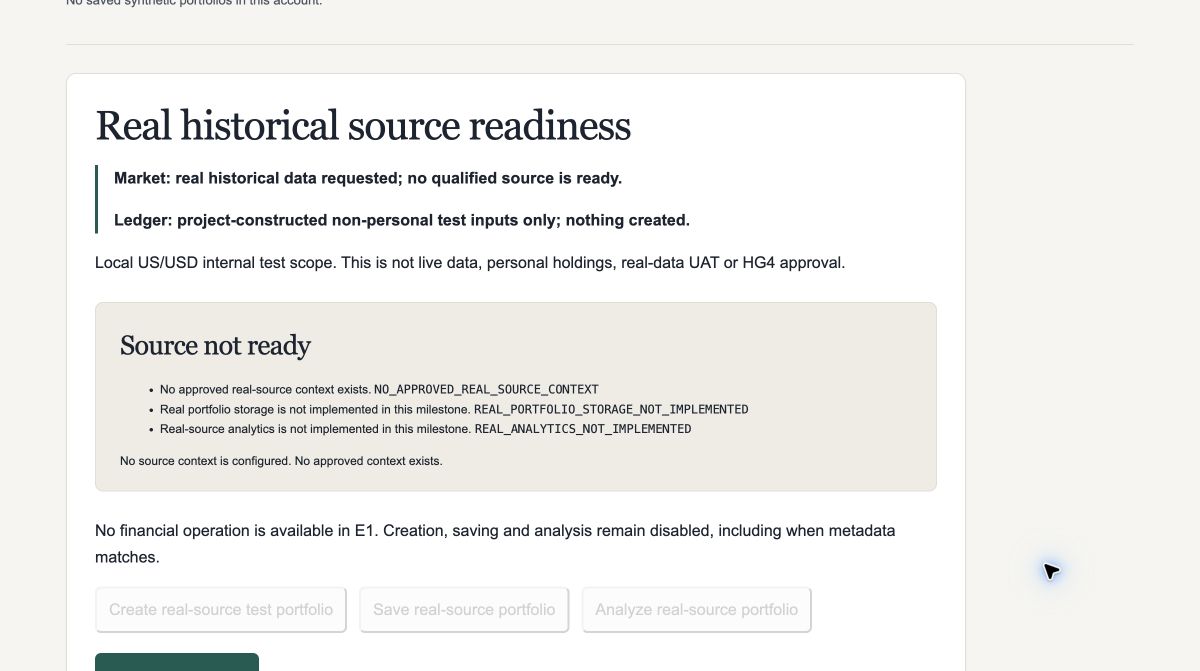 No saved synthetic portfolios in this account.
Real historical source readiness
Market: real historical data requested; no qualified source is ready.
Ledger: project-constructed non-personal test inputs only; nothing created.
Local US/USD internal test scope. This is not live data, personal holdings, real-data UAT or HG4 approval.
Source not ready
• No approved real-source context exists. NO_APPROVED_REAL_SOURCE_CONTEXT
• Real portfolio storage is not implemented in this milestone. REAL_PORTFOLIO_STORAGE_NOT_IMPLEMENTED
• Real-source analytics is not implemented in this milestone. REAL_ANALYTICS_NOT_IMPLEMENTED
No source context is configured. No approved context exists.
No financial operation is available in E1. Creation, saving and analysis remain disabled, including when metadata
matches.
Create real-source test portfolio
Save real-source portfolio
Analyze real-source portfolio